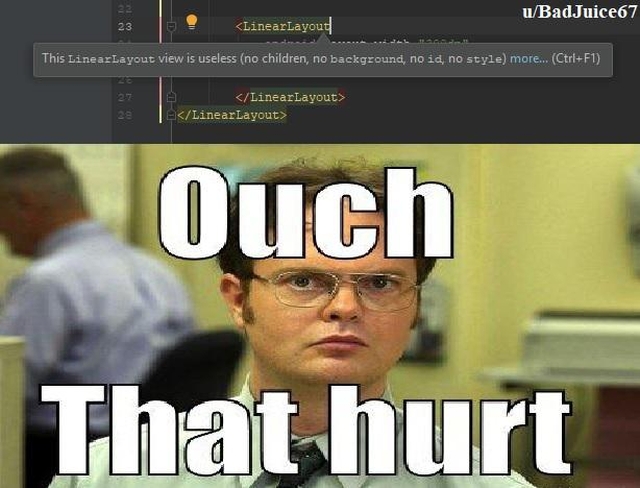 u/BadJuice67
22
23 <LinearLayout
This LinearLayout view is useless (no children, no background, no id, no style) more... (Ctrl+F1)
27 </LinearLayout>
28 </LinearLayout>
Ouch
That hurt